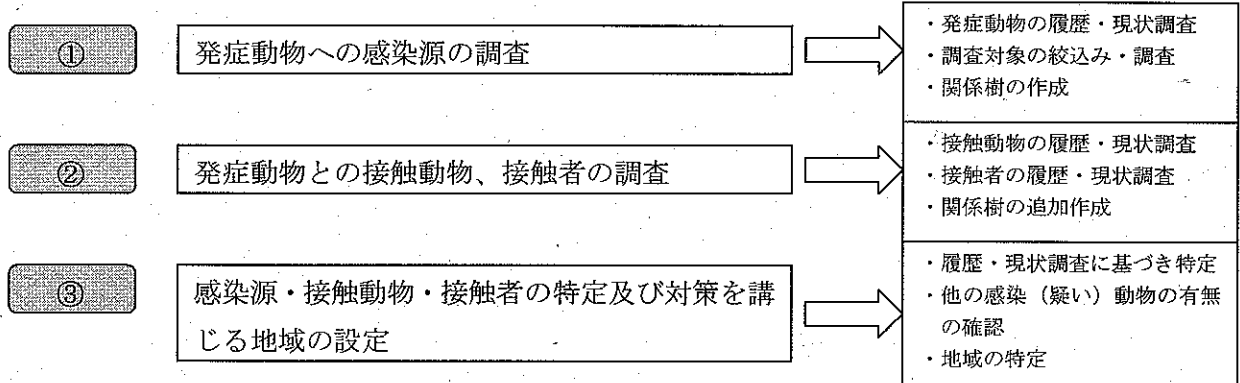 ①
発症動物への感染源の調査
・発症動物の履歴・現状調査
・調査対象の絞込み・調査
・関係樹の作成
②
発症動物との接触動物、接触者の調査
・接触動物の履歴・現状調査
・接触者の履歴・現状調査
・関係樹の追加作成
③
感染源・接触動物・接触者の特定及び対策を講
じる地域の設定
・履歴・現状調査に基づき特定
・他の感染（疑い）動物の有無
の確認
・地域の特定